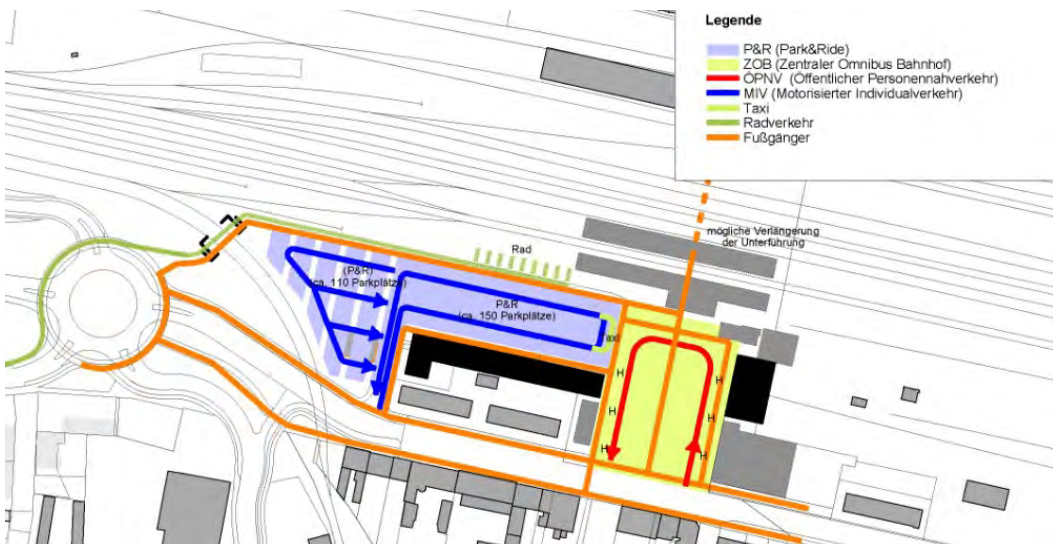 Legende
P&R (Park&Ride)
ZOB (Zentraler Omnibus Bahnhof)
ÖPNV (Öffentlicher Personennahverkehr)
MIV (Motorisierter Individualverkehr)
Taxi
Radverkehr
Fußgänger
mögliche Verlängerung
der Unterführung
Rad
(P&R)
(ca. 110 Parkplätze)
P&R
(ca. 150 Parkplätze)
Taxi
H
H
H
H
H
H